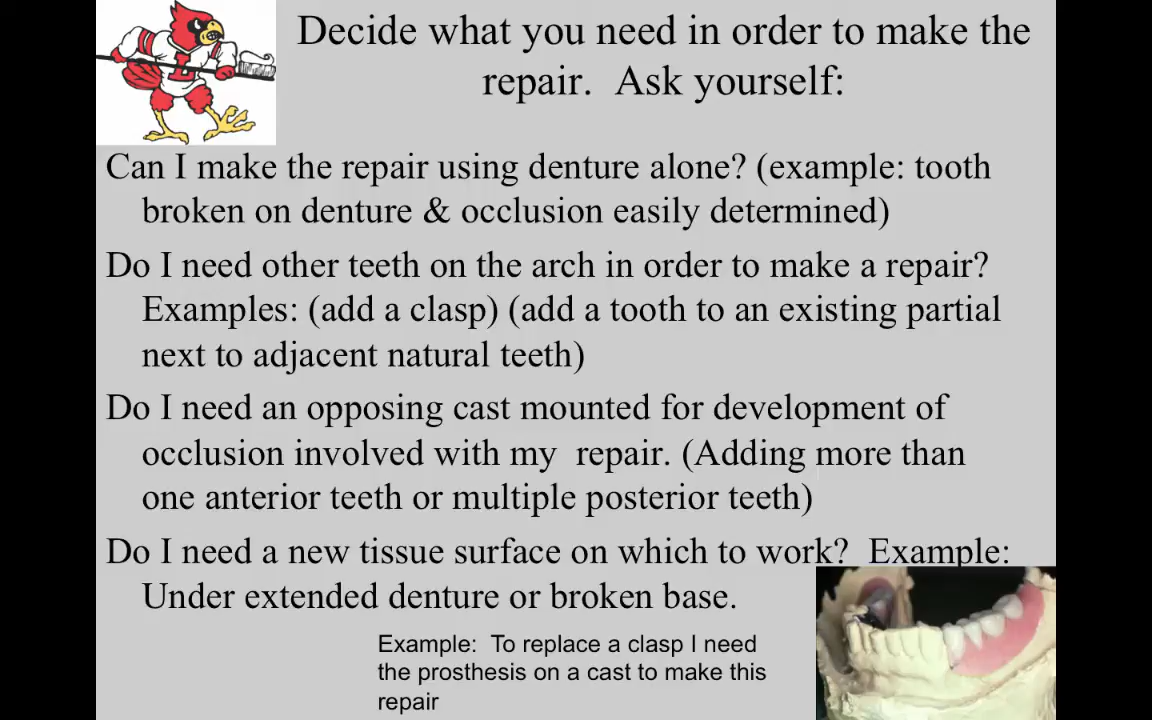 Decide what you need in order to make the
repair.  Ask yourself:
Can I make the repair using denture alone? (example: tooth
broken on denture & occlusion easily determined)
Do I need other teeth on the arch in order to make a repair?
Examples: (add a clasp) (add a tooth to an existing partial
next to adjacent natural teeth)
Do I need an opposing cast mounted for development of
occlusion involved with my  repair. (Adding more than
one anterior teeth or multiple posterior teeth)
Do I need a new tissue surface on which to work?  Example:
Under extended denture or broken base.
Example:  To replace a clasp I need
the prosthesis on a cast to make this
repair